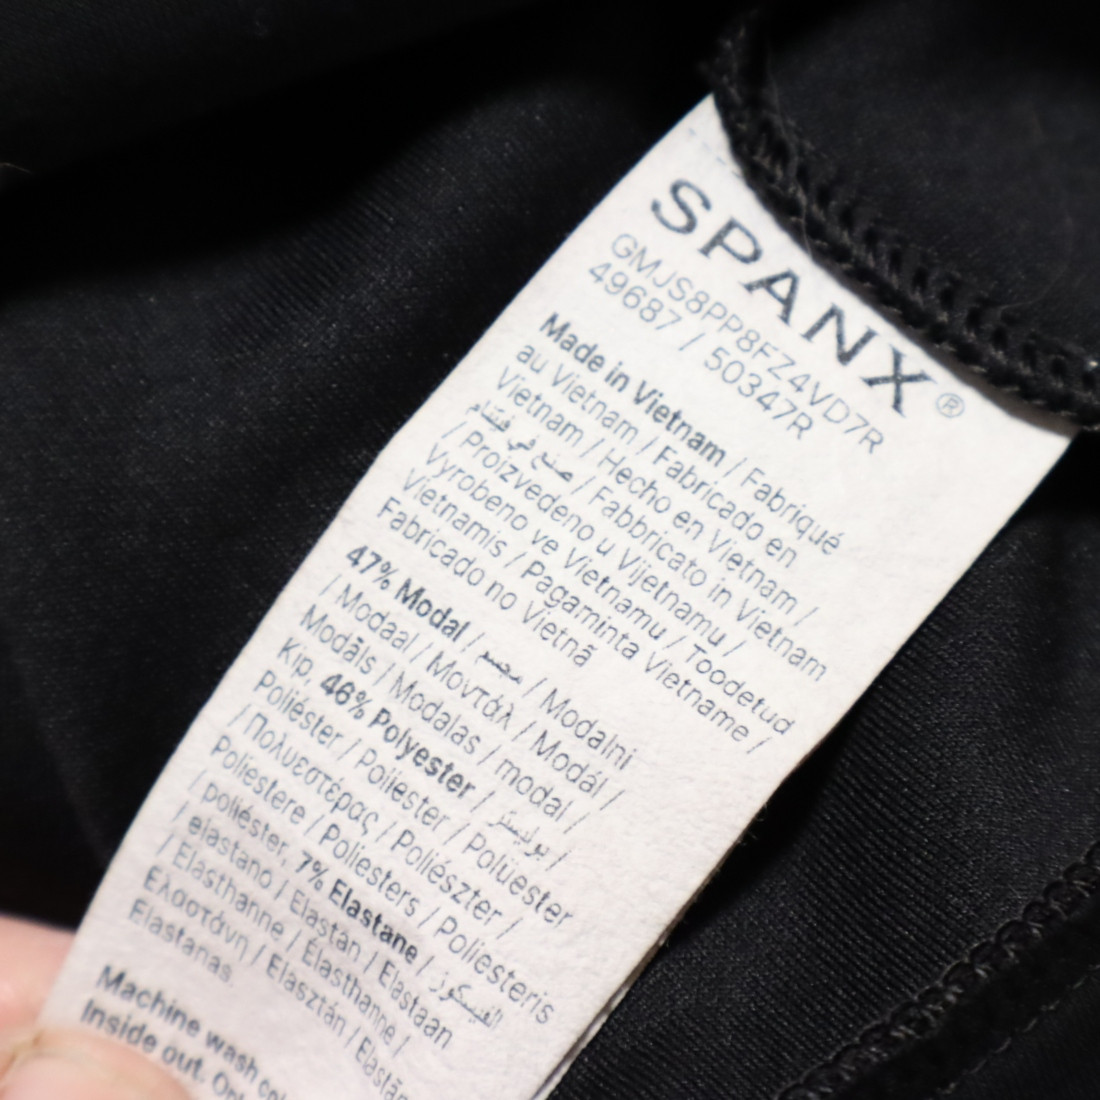 SPANX®
GMJS8PP8FZ4VD7R
49687 / 50347R
Made in Vietnam / Fabriqué
au Vietnam / Fabricado en
Vietnam / Hecho en Vietnam /
صنع في فيتنام / Fabbricato in Vietnam
/ Proizvedeno u Vijetnamu /
Vyrobeno ve Vietnamu / Toodetud
Vietnamis / Pagaminta Vietname /
Fabricado no Vietnã
47% Modal / / Modalni
/ Modaal / Μοντάλ / Modál /
Modāls / Modalas / modal /
Kip, 46% Polyester / بوليستر /
Poliéster / Poliester / Polüester
/ Πολυεστέρας / Poliészter /
Poliestere / Poliesters / Poliesteris
/ poliéster, 7% Elastane /
/ elastano / Elastan / Elastaan
/ Elasthanne / Élasthanne /
Ελαστάνη / Elasztán / Elastān
Elastanas.
Machine wash
Inside out.